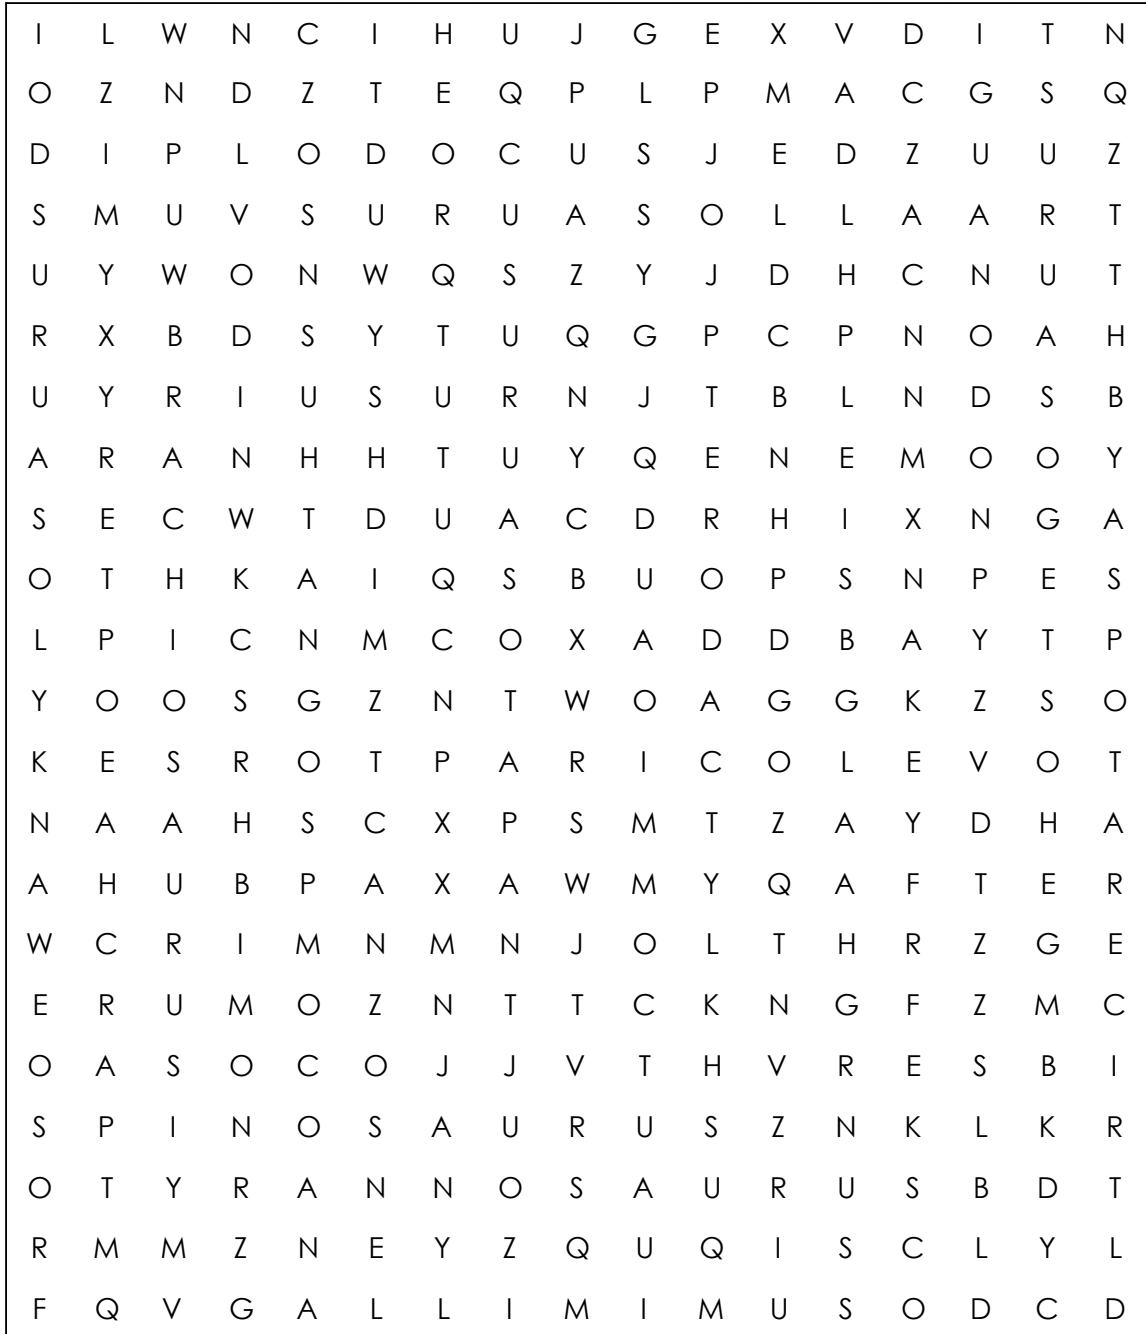 I L W N C I H U J G E X V D I T N
O Z N D Z T E Q P L P M A C G S Q
D I P L O D O C U S J E D Z U U Z
S M U V S U R U A S O L L A A R T
U Y W O N W Q S Z Y J D H C N U T
R X B D S Y T U Q G P C P N O A H
U Y R I U S U R N J T B L N D S B
A R A N H H T U Y Q E N E M O O Y
S E C W T D U A C D R H I X N G A
O T H K A I Q S B U O P S N P E S
L P I C N M C O X A D D B A Y T P
Y O O S G Z N T W O A G G K Z S O
K E S R O T P A R I C O L E V O T
N A A H S C X P S M T Z A Y D H A
A H U B P A X A W M Y Q A F T E R
W C R I M N M N J O L T H R Z G E
E R U M O Z N T T C K N G F Z M C
O A S O C O J J V T H V R E S B I
S P I N O S A U R U S Z N K L K R
O T Y R A N N O S A U R U S B D T
R M M Z N E Y Z Q U Q I S C L Y L
F Q V G A L L I M I M U S O D C D